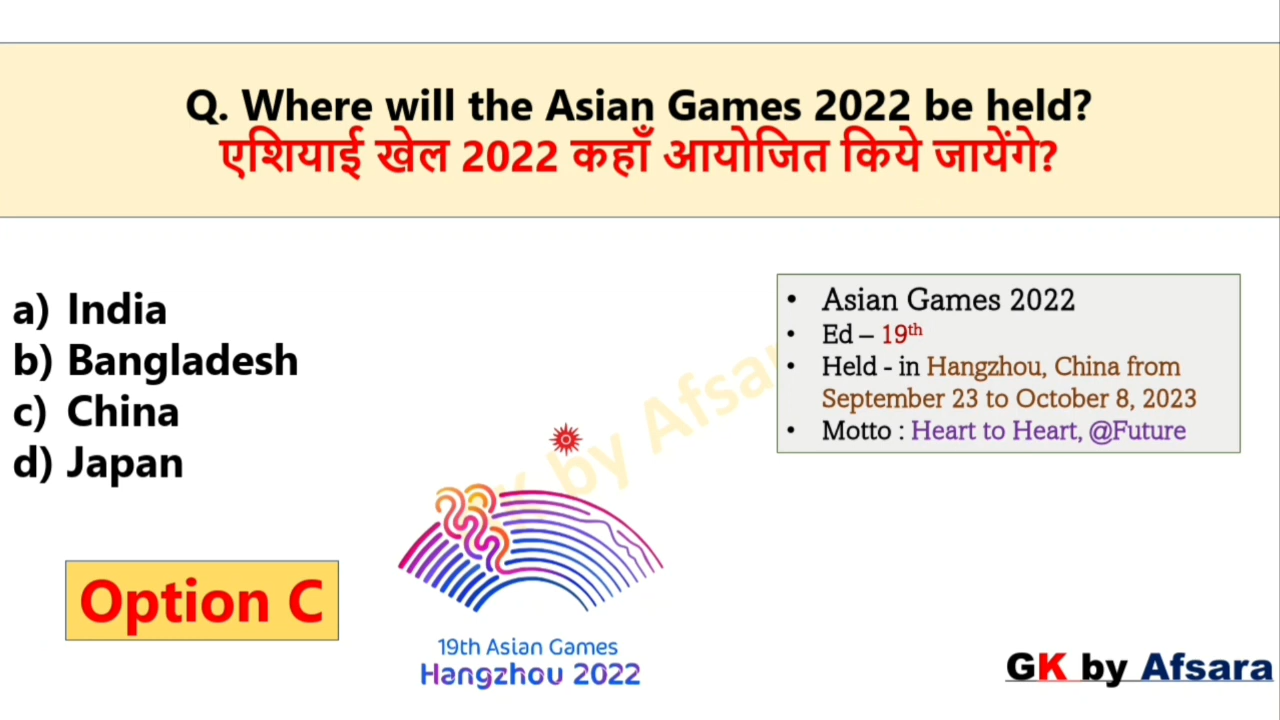 Q. Where will the Asian Games 2022 be held?
एशियाई खेल 2022 कहाँ आयोजित किये जायेंगे?
a) India
b) Bangladesh
c) China
d) Japan
Option C
• Asian Games 2022
• Ed – 19th
• Held - in Hangzhou, China from
September 23 to October 8, 2023
• Motto : Heart to Heart, @Future
K by Afsa
19th Asian Games
Hangzhou 2022
GK by Afsara